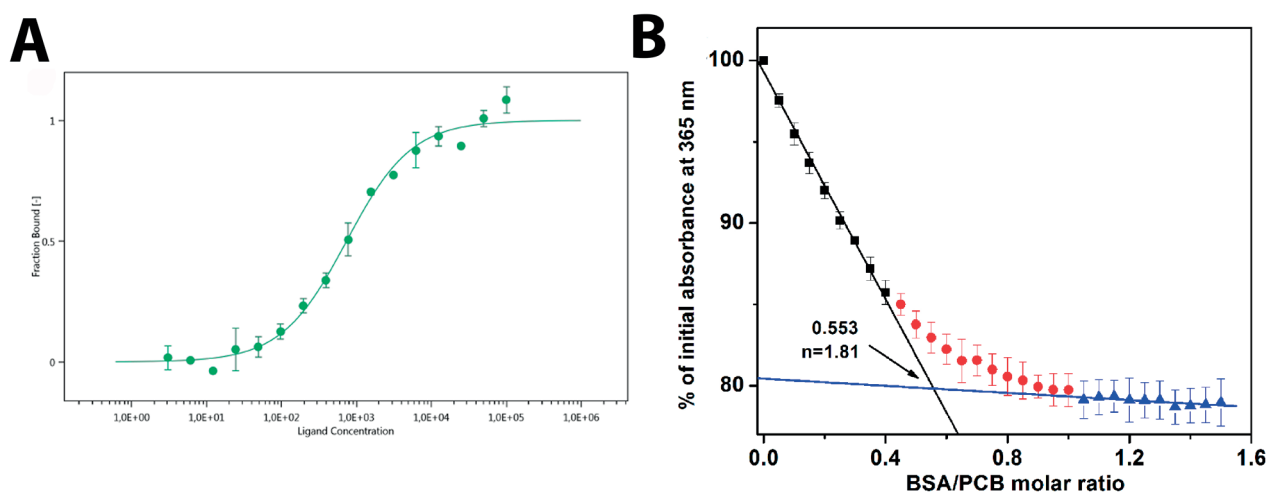 A
Fraction Bound [-]
1
0.5
0
1,0E+00 1,0E+01 1,0E+02 1,0E+03 1,0E+04 1,0E+05 1,0E+06
Ligand Concentration
B
% of initial absorbance at 365 nm
100
90
80
0.553
n=1.81
0.0 0.4 0.8 1.2 1.6
BSA/PCB molar ratio